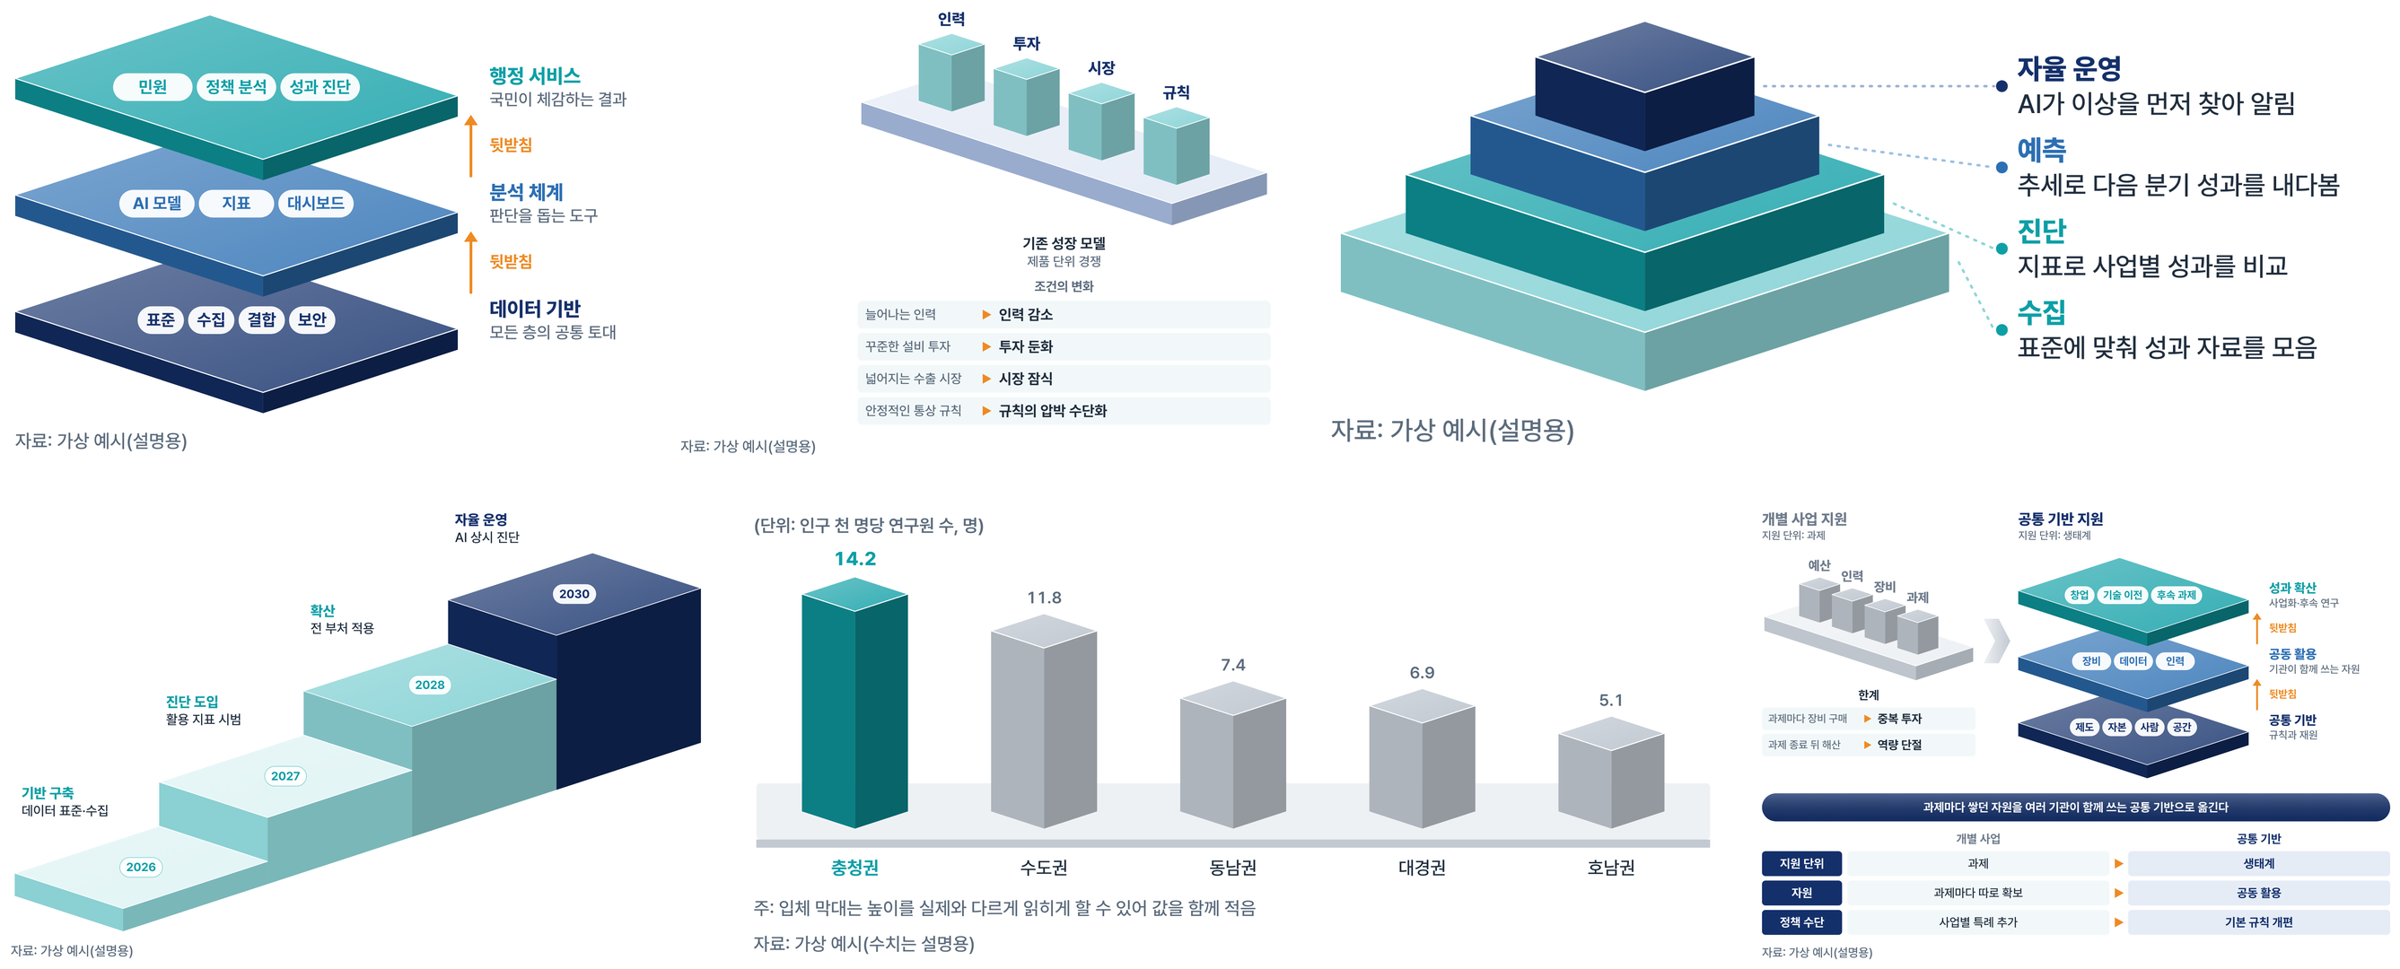 민원 정책 분석 성과 진단
행정 서비스
국민이 체감하는 결과
뒷받침
AI 모델 지표 대시보드
분석 체계
판단을 돕는 도구
뒷받침
표준 수집 결합 보안
데이터 기반
모든 층의 공통 토대
자료: 가상 예시(설명용)
인력
투자
시장
규칙
기존 성장 모델
제품 단위 경쟁
조건의 변화
늘어나는 인력 ▶ 인력 감소
꾸준한 설비 투자 ▶ 투자 둔화
넓어지는 수출 시장 ▶ 시장 잠식
안정적인 통상 규칙 ▶ 규칙의 압박 수단화
자료: 가상 예시(설명용)
자율 운영
AI가 이상을 먼저 찾아 알림
예측
추세로 다음 분기 성과를 내다봄
진단
지표로 사업별 성과를 비교
수집
표준에 맞춰 성과 자료를 모음
자료: 가상 예시(설명용)
자율 운영
AI 상시 진단
2030
확산
전 부처 적용
2028
진단 도입
활용 지표 시범
2027
기반 구축
데이터 표준·수집
2026
자료: 가상 예시(설명용)
(단위: 인구 천 명당 연구원 수, 명)
14.2
11.8
7.4
6.9
5.1
충청권 수도권 동남권 대경권 호남권
주: 입체 막대는 높이를 실제와 다르게 읽히게 할 수 있어 값을 함께 적음
자료: 가상 예시(수치는 설명용)
개별 사업 지원
지원 단위: 과제
예산
인력
장비
과제
한계
과제마다 장비 구매 ▶ 중복 투자
과제 종료 뒤 해산 ▶ 역량 단절
공통 기반 지원
지원 단위: 생태계
창업 기술 이전 후속 과제
성과 확산
사업화·후속 연구
뒷받침
장비 데이터 인력
공동 활용
기관이 함께 쓰는 자원
뒷받침
제도 자본 사람 공간
공통 기반
규칙과 재원
과제마다 쌓던 자원을 여러 기관이 함께 쓰는 공통 기반으로 옮긴다
개별 사업 공통 기반
지원 단위 과제 ▶ 생태계
자원 과제마다 따로 확보 ▶ 공동 활용
정책 수단 사업별 특례 추가 ▶ 기본 규칙 개편
자료: 가상 예시(설명용)